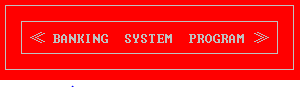 ≪ BANKING SYSTEM PROGRAM ≫